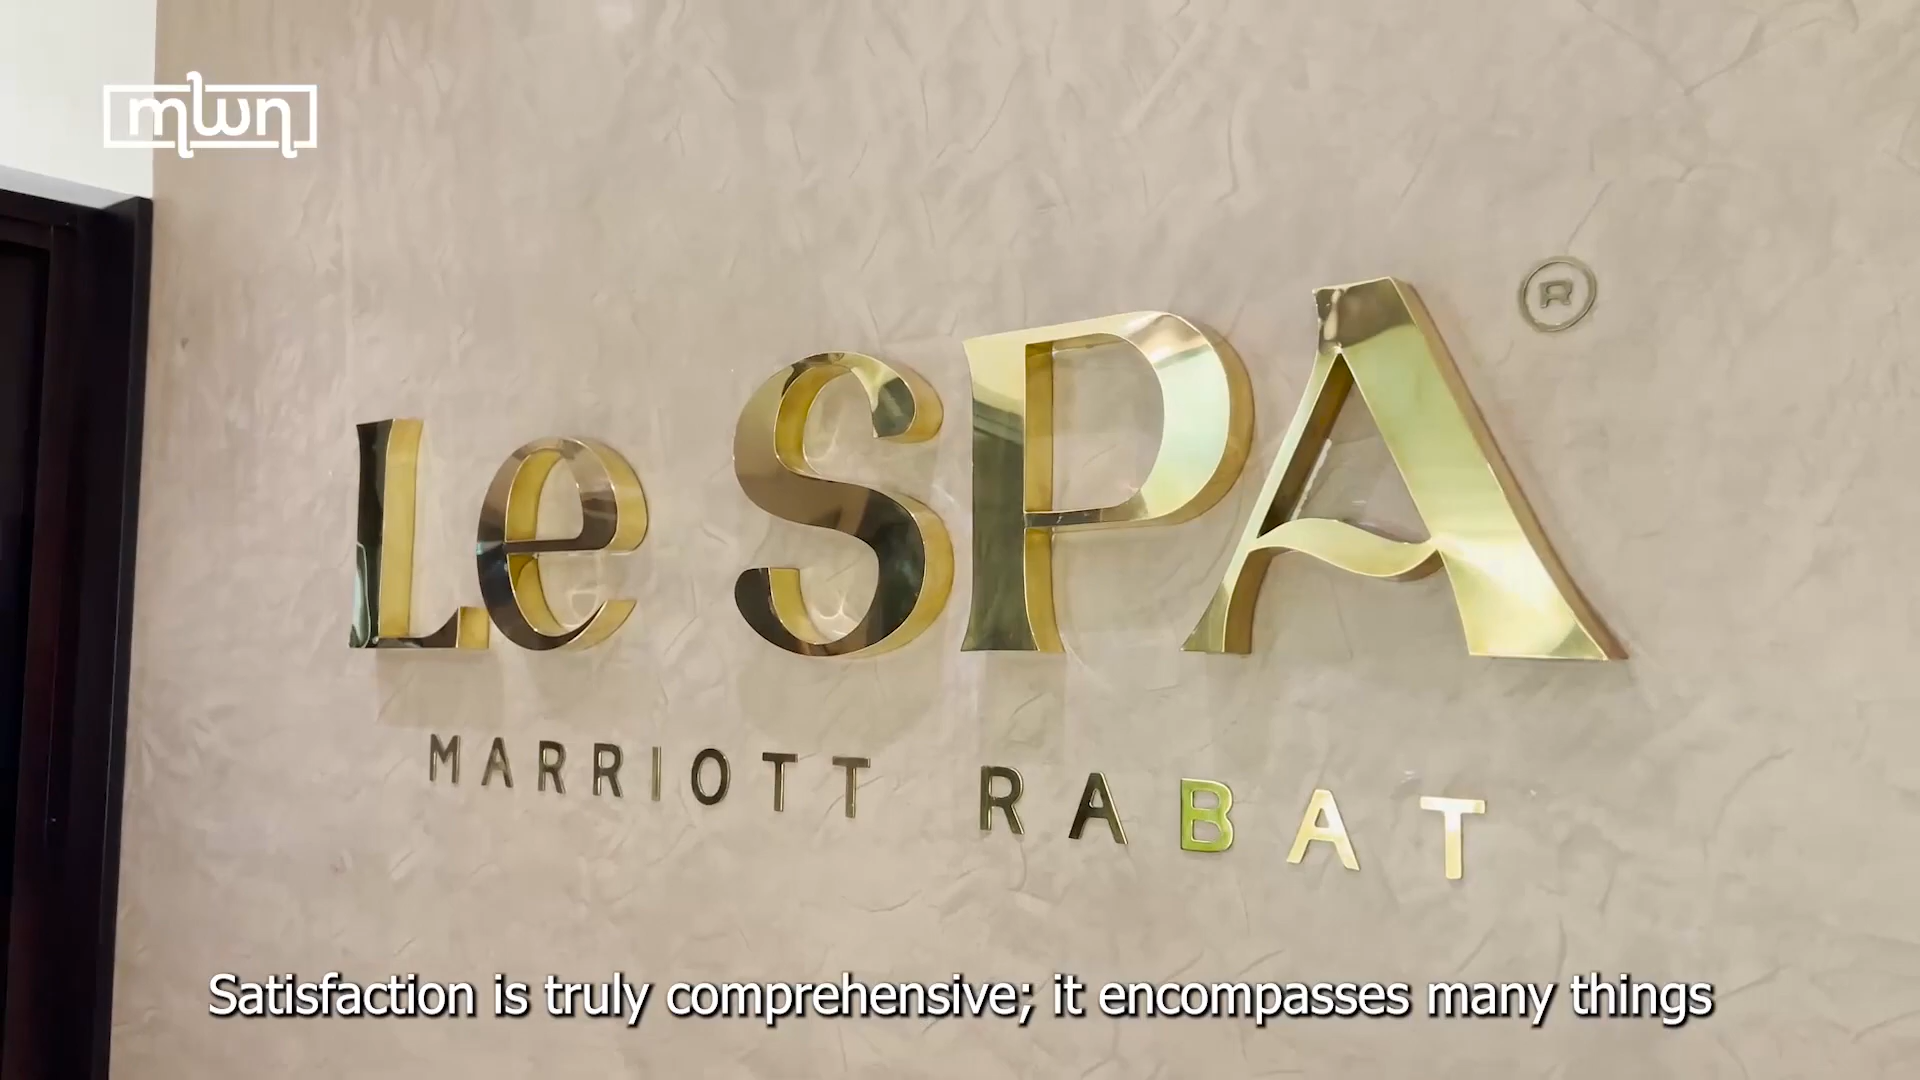 mwn
Le SPA ®
MARRIOTT RABAT
Satisfaction is truly comprehensive; it encompasses many things